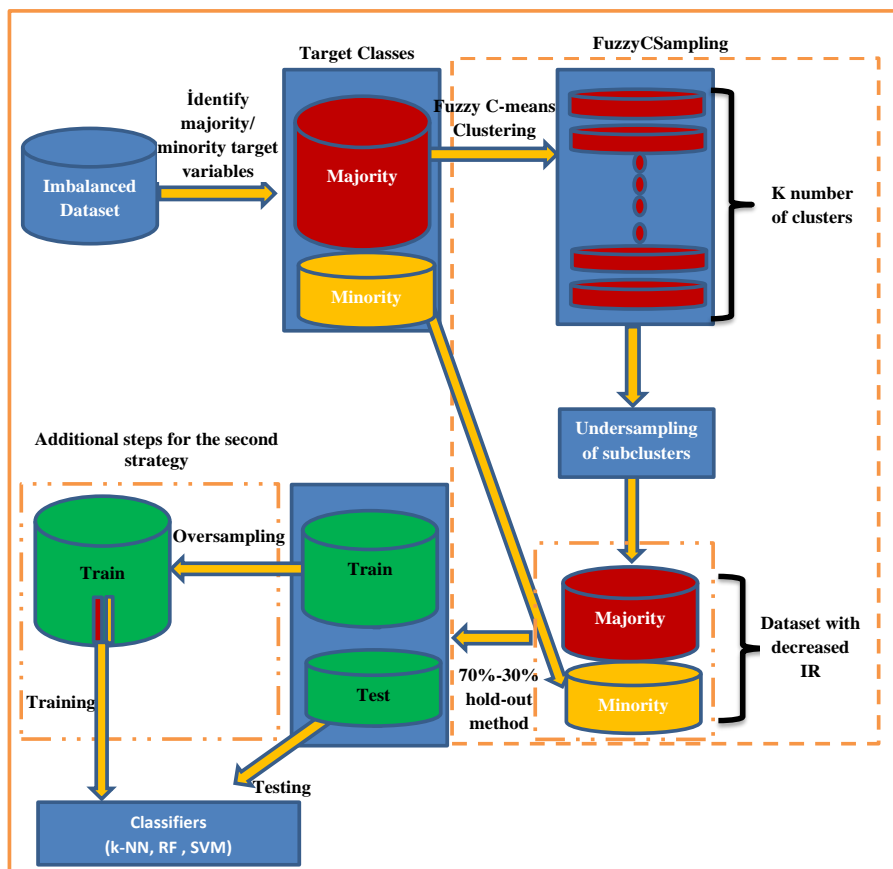 Target Classes
FuzzyCSampling
İdentify
majority/
minority target
variables
Imbalanced
Dataset
Majority
Minority
Fuzzy C-means
Clustering
K number
of clusters
Undersampling
of subclusters
Majority
Minority
Dataset with
decreased
IR
70%-30%
hold-out
method
Additional steps for the second
strategy
Oversampling
Train
Train
Test
Training
Testing
Classifiers
(k-NN, RF , SVM)